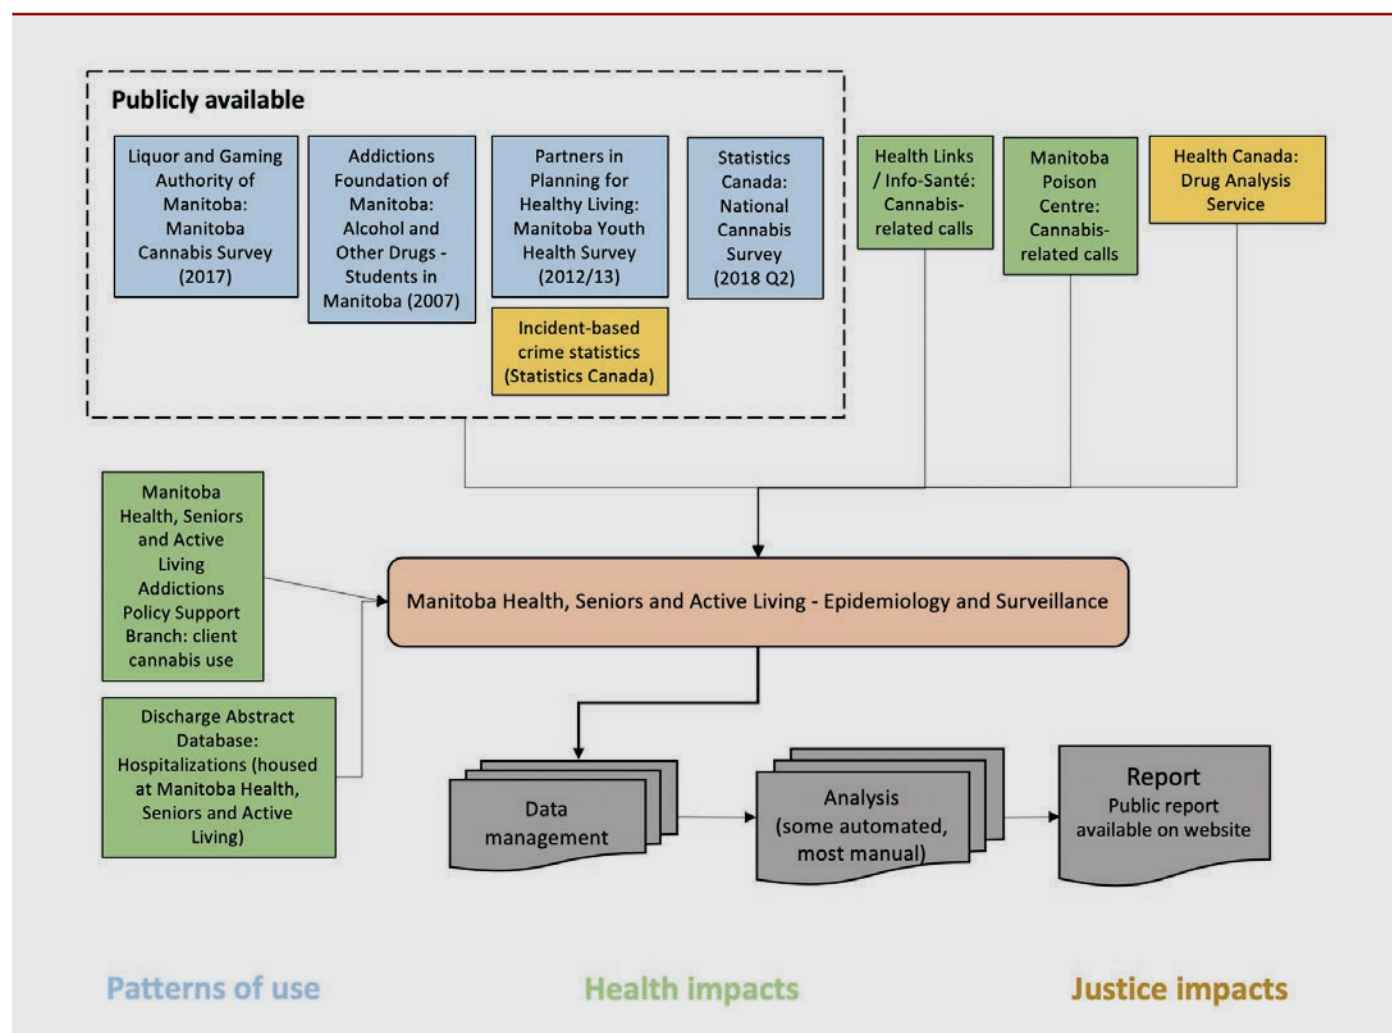 Publicly available
Liquor and Gaming
Authority of
Manitoba:
Manitoba
Cannabis Survey
(2017)
Addictions
Foundation of
Manitoba:
Alcohol and
Other Drugs -
Students in
Manitoba (2007)
Partners in
Planning for
Healthy Living:
Manitoba Youth
Health Survey
(2012/13)
Statistics
Canada:
National
Cannabis
Survey
(2018 Q2)
Incident-based
crime statistics
(Statistics Canada)
Health Links
/ Info-Santé:
Cannabis-
related calls
Manitoba
Poison
Centre:
Cannabis-
related calls
Health Canada:
Drug Analysis
Service
Manitoba
Health, Seniors
and Active
Living
Addictions
Policy Support
Branch: client
cannabis use
Manitoba Health, Seniors and Active Living - Epidemiology and Surveillance
Discharge Abstract
Database:
Hospitalizations (housed
at Manitoba Health,
Seniors and Active
Living)
Data
management
Analysis
(some automated,
most manual)
Report
Public report
available on website
Patterns of use
Health impacts
Justice impacts